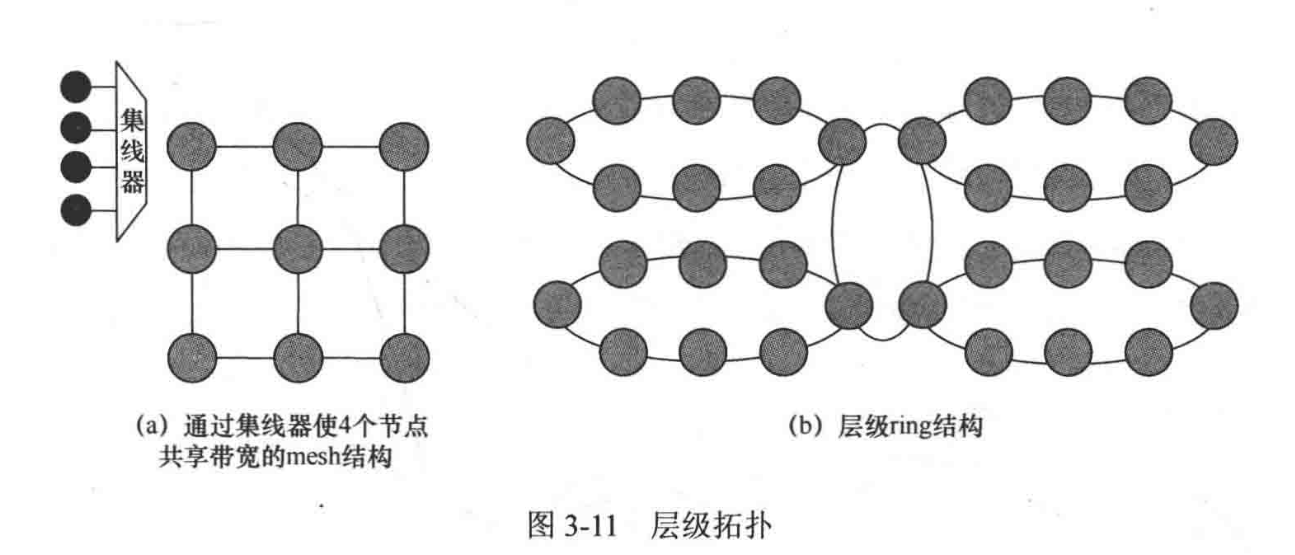 集线器
(a) 通过集线器使4个节点
共享带宽的mesh结构
(b) 层级ring结构
图 3-11 层级拓扑